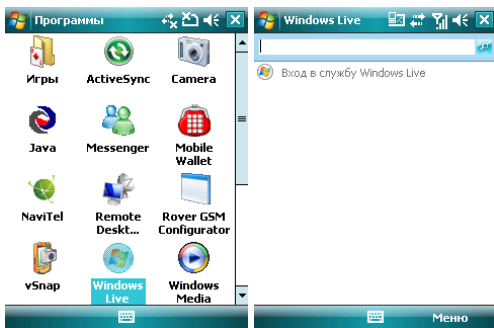 Программы
Игры
ActiveSync
Camera
Java
Messenger
Mobile
Wallet
NaviTel
Remote
Deskt...
Rover GSM
Configurator
vSnap
Windows
Live
Windows
Media
Windows Live
Вход в службу Windows Live
Меню